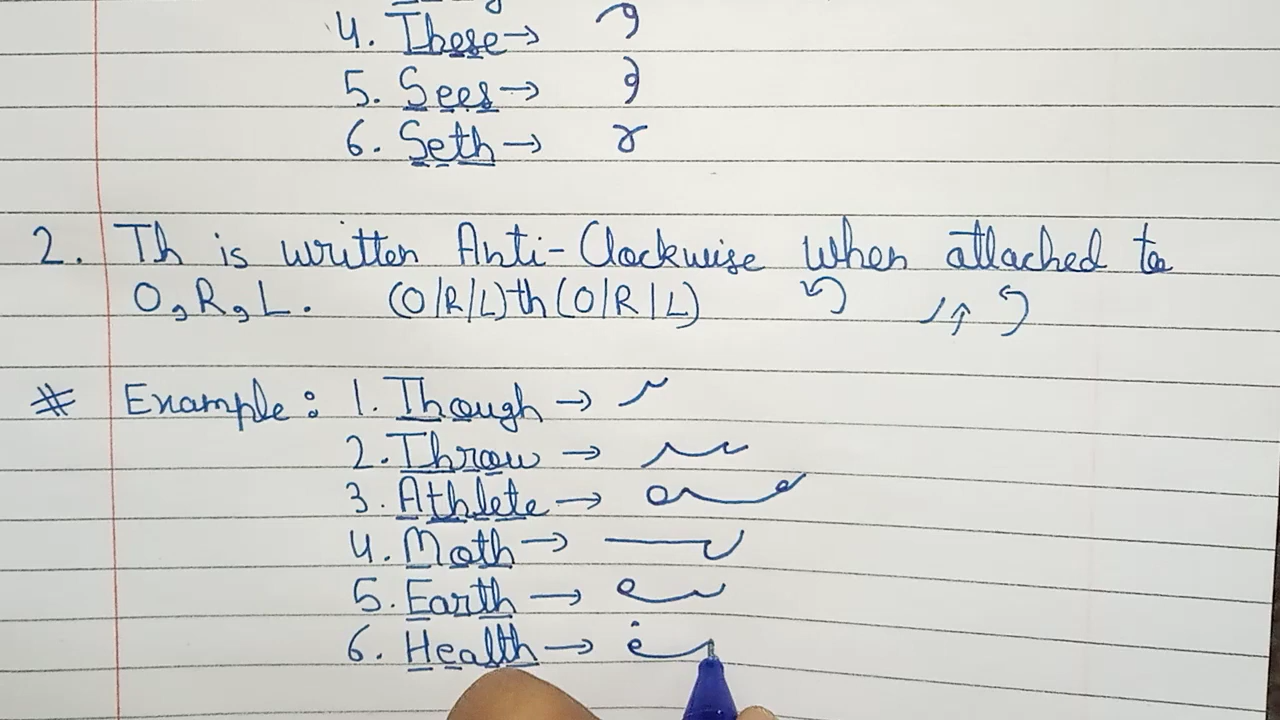 4. These →
5. Sees →
6. Seth →
2. Th is written Anti-Clockwise when attached to
O, R, L. (O/R/L)th(O/R/L)
# Example: 1. Though →
2. Throw →
3. Athlete →
4. Moth →
5. Earth →
6. Health →